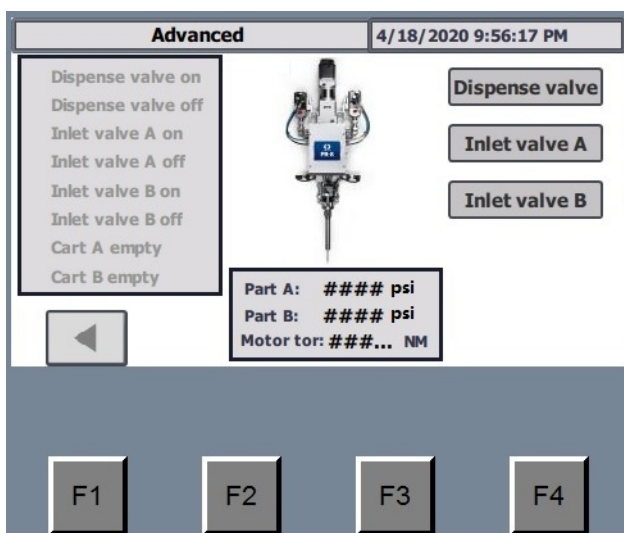 Advanced
4/18/2020 9:56:17 PM
Dispense valve on
Dispense valve off
Inlet valve A on
Inlet valve A off
Inlet valve B on
Inlet valve B off
Cart A empty
Cart B empty
PR-X
Dispense valve
Inlet valve A
Inlet valve B
Part A: #### psi
Part B: #### psi
Motor tor: ###... NM
F1 F2 F3 F4